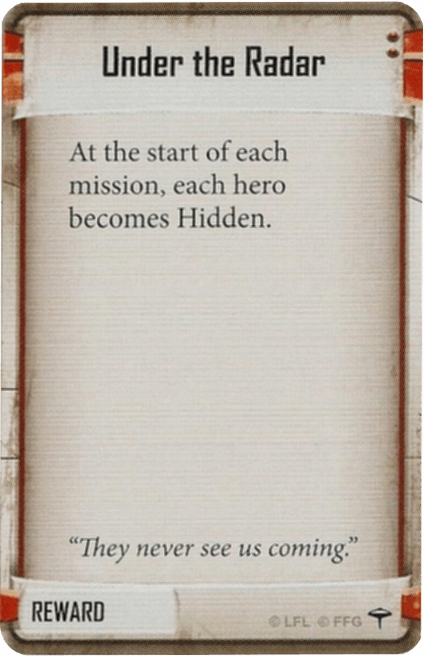 Under the Radar
At the start of each
mission, each hero
becomes Hidden.
“They never see us coming.”
REWARD
© LFL © FFG